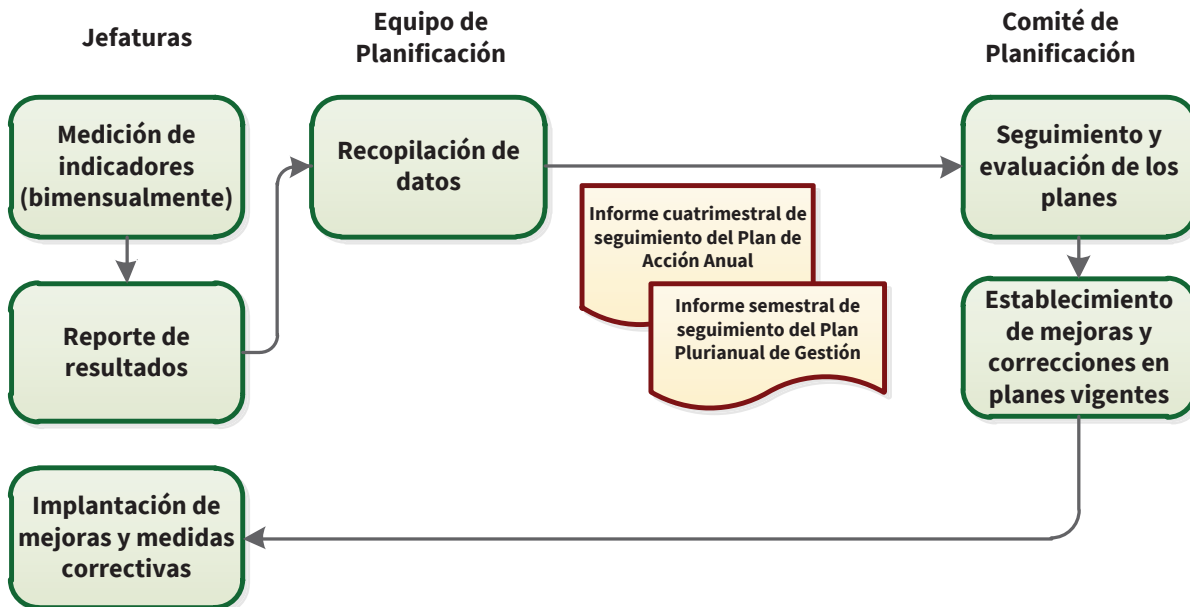 Jefaturas
Equipo de
Planificación
Comité de
Planificación
Medición de
indicadores
(bimensualmente)
Recopilación de
datos
Seguimiento y
evaluación de los
planes
Informe cuatrimestral de
seguimiento del Plan de
Acción Anual
Informe semestral de
seguimiento del Plan
Plurianual de Gestión
Reporte de
resultados
Establecimiento
de mejoras y
correcciones en
planes vigentes
Implantación de
mejoras y medidas
correctivas